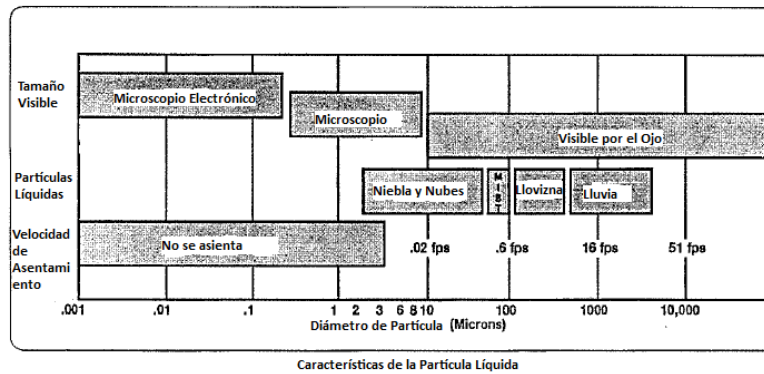 Tamaño
Visible
Microscopio Electrónico
Microscopio
Visible por el Ojo
Partículas
Líquidas
Niebla y Nubes
MIST
Llovizna
Lluvia
Velocidad
de
Asentami
ento
No se asienta
.02 fps
.6 fps
16 fps
51 fps
.001
.01
.1
1
2
3
6
8
10
100
1000
10,000
Diámetro de Partícula (Microns)
Características de la Partícula Líquida